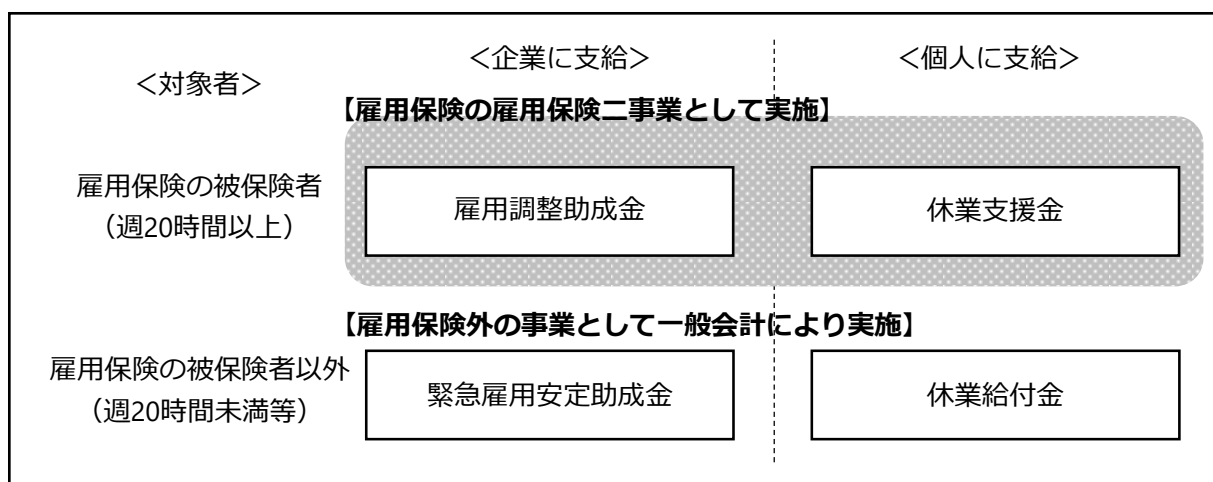 <対象者>
<企業に支給>
<個人に支給>
【雇用保険の雇用保険二事業として実施】
雇用保険の被保険者
（週20時間以上）
雇用調整助成金
休業支援金
【雇用保険外の事業として一般会計により実施】
雇用保険の被保険者以外
（週20時間未満等）
緊急雇用安定助成金
休業給付金